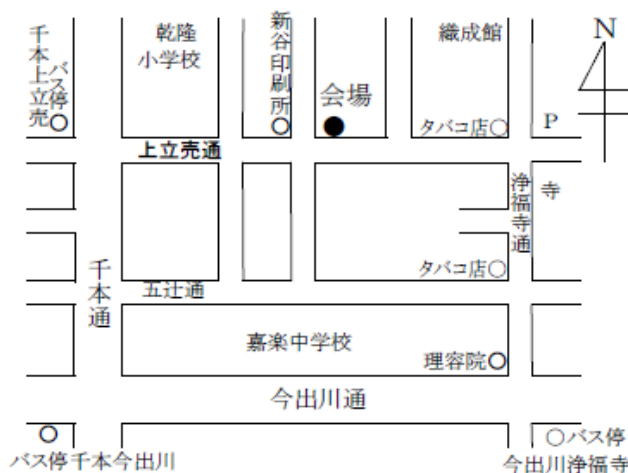 千本上立売
バス停
乾隆
小学校
新谷印刷所
会場
織成館
N
タバコ店
P
上立売通
浄福寺通
寺
千本通
タバコ店
五辻通
嘉楽中学校
理容院
今出川通
バス停千本今出川
バス停
今出川浄福寺